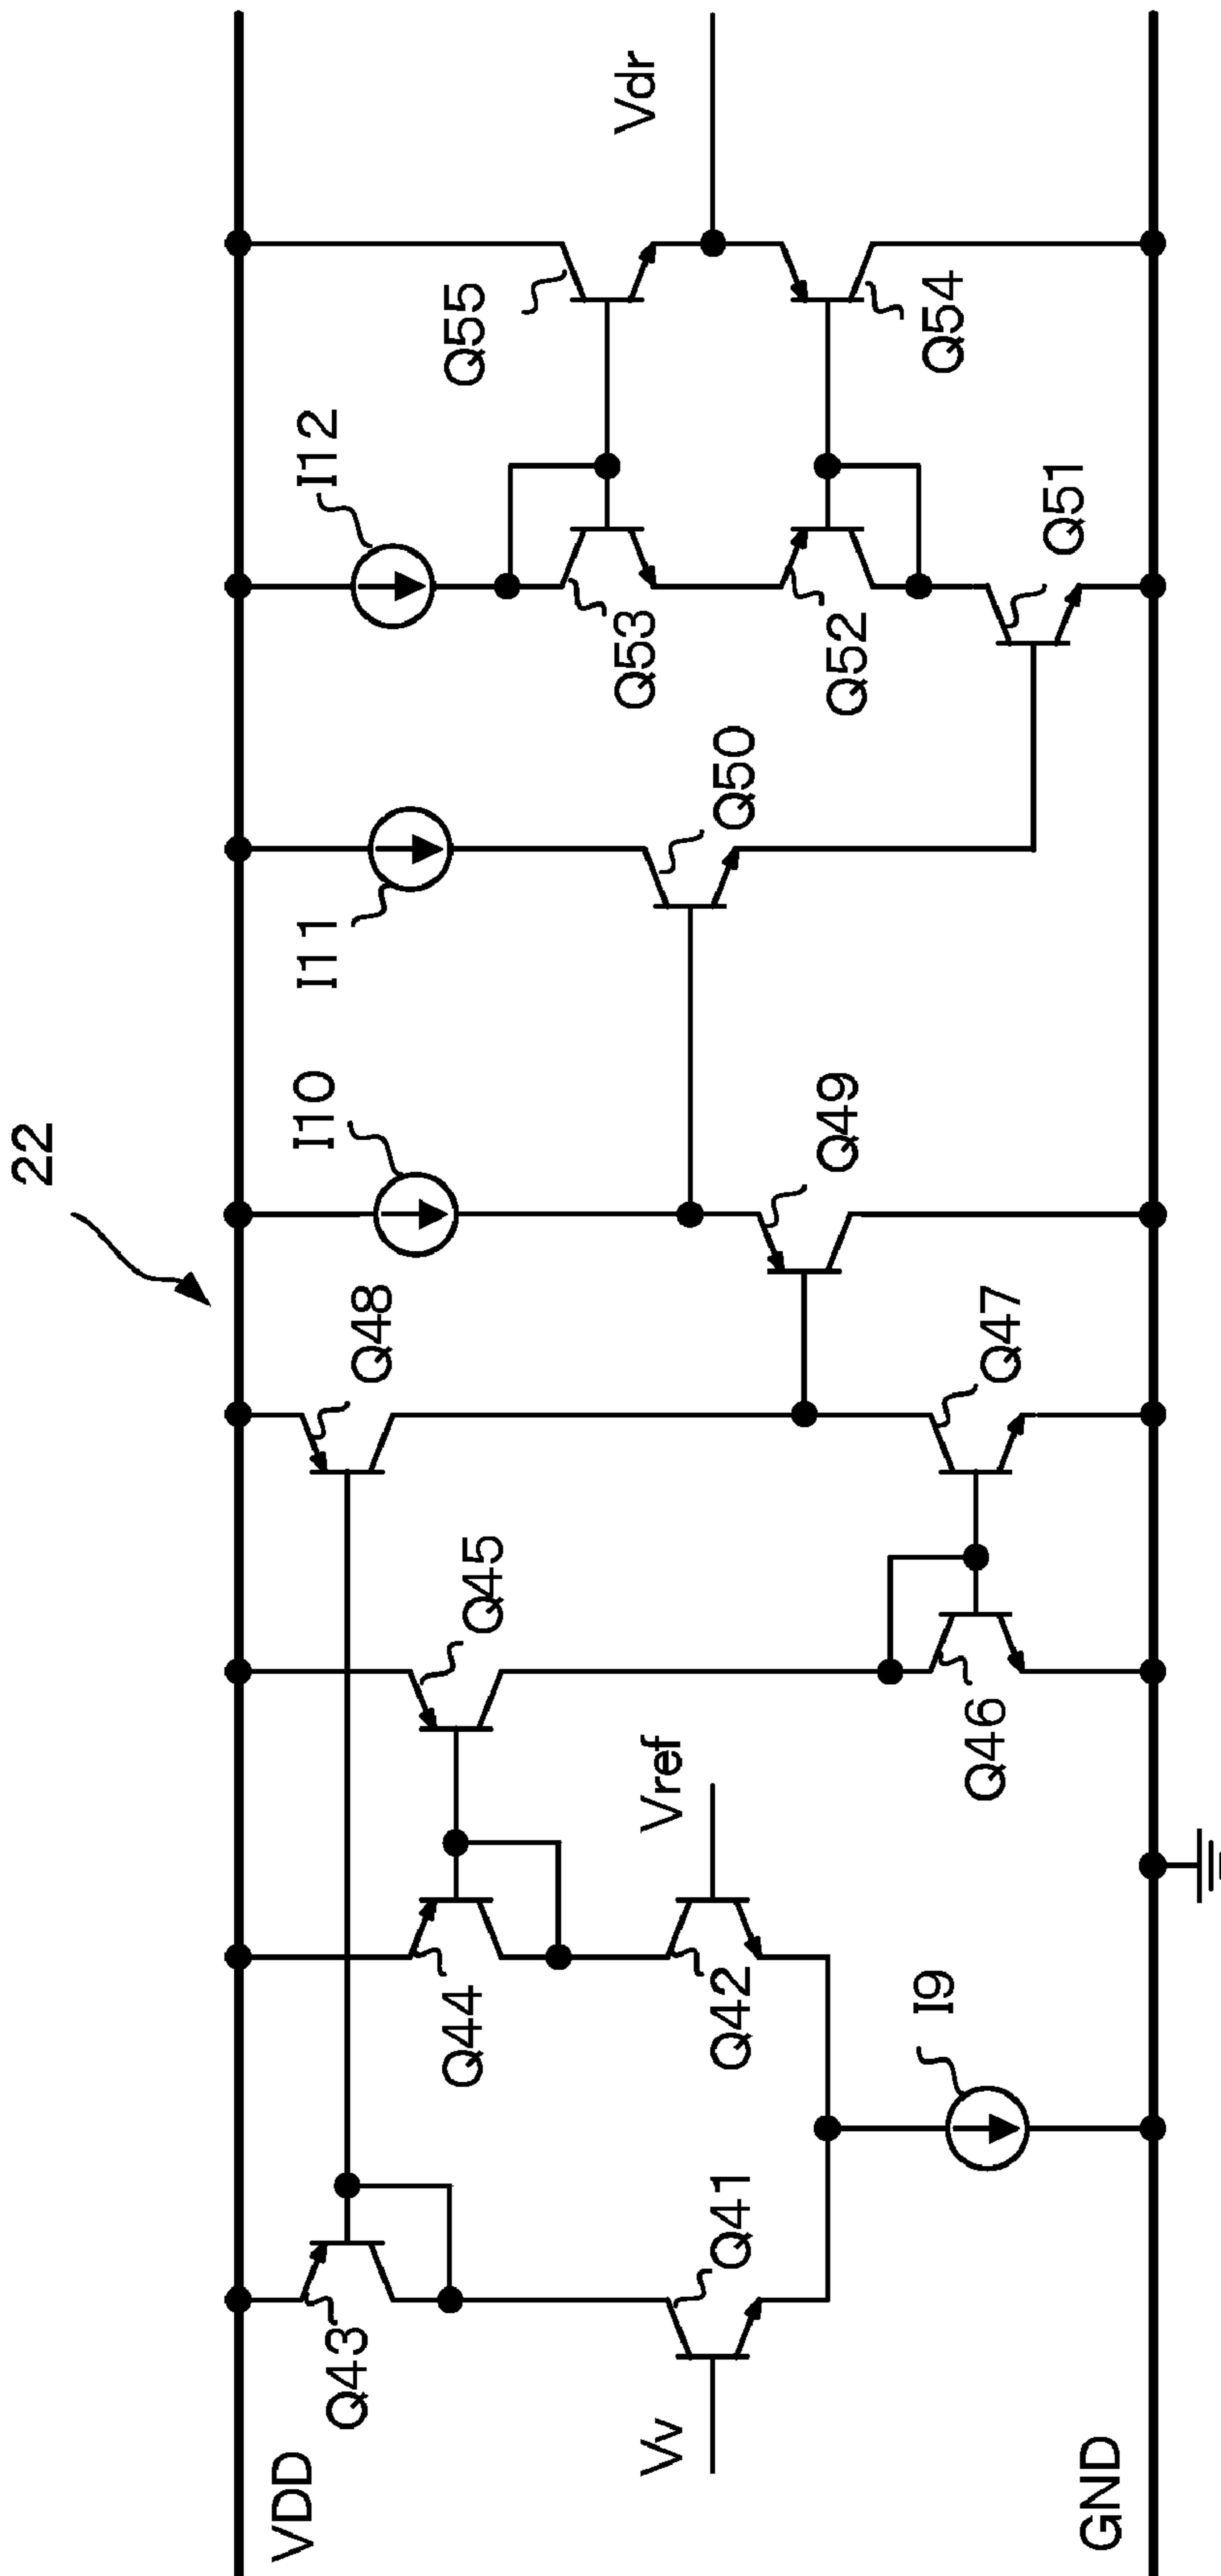 22
VDD
Q43
Vv
Q41
I9
Q44
Q42
Vref
Q45
Q46
Q48
Q47
I10
Q49
I11
Q50
I12
Q53
Q52
Q51
Q55
Q54
Vdr
GND